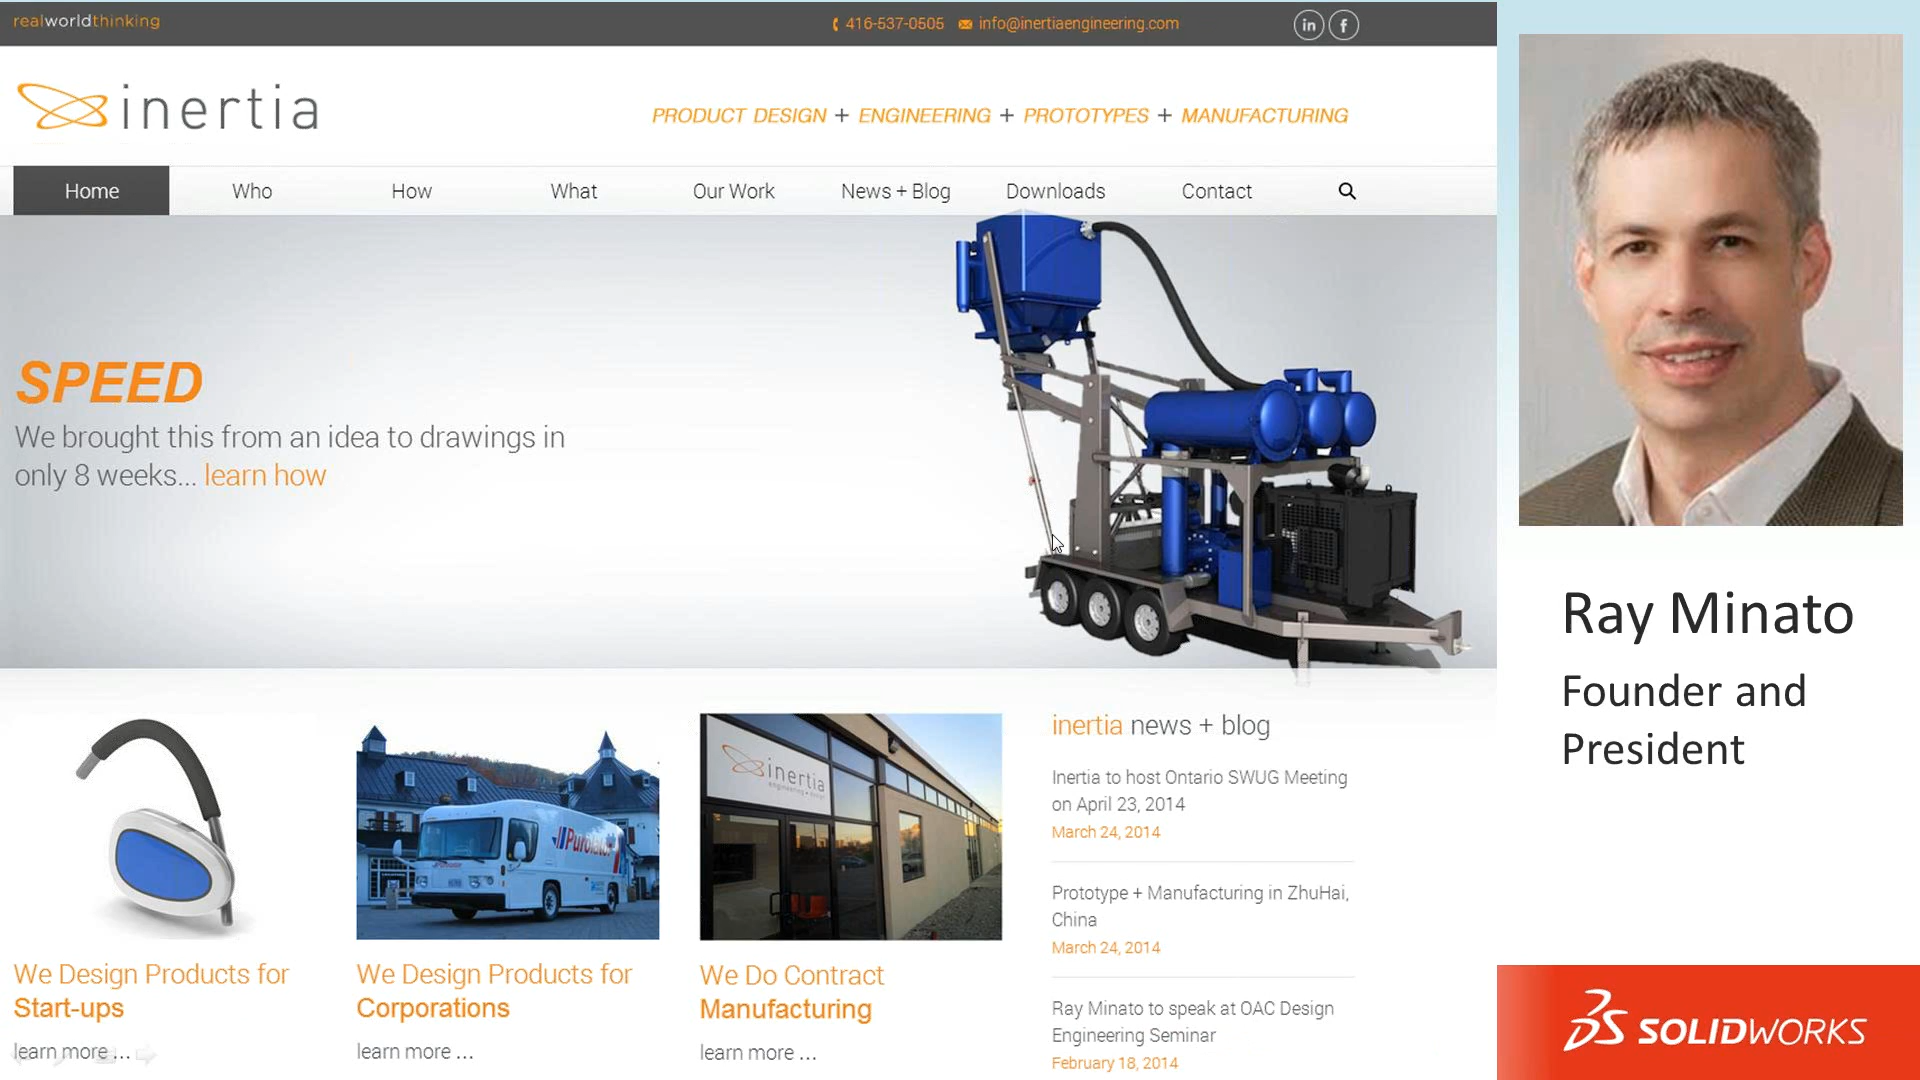 realworldthinking
416-537-0505 info@inertiaengineering.com
in f
inertia
PRODUCT DESIGN + ENGINEERING + PROTOTYPES + MANUFACTURING
Home Who How What Our Work News + Blog Downloads Contact
SPEED
We brought this from an idea to drawings in
only 8 weeks... learn how
Purolator
inertia
We Design Products for
Start-ups
learn more ...
We Design Products for
Corporations
learn more ...
We Do Contract
Manufacturing
learn more ...
inertia news + blog
Inertia to host Ontario SWUG Meeting
on April 23, 2014
March 24, 2014
Prototype + Manufacturing in ZhuHai,
China
March 24, 2014
Ray Minato to speak at OAC Design
Engineering Seminar
February 18, 2014
Ray Minato
Founder and
President
SOLIDWORKS